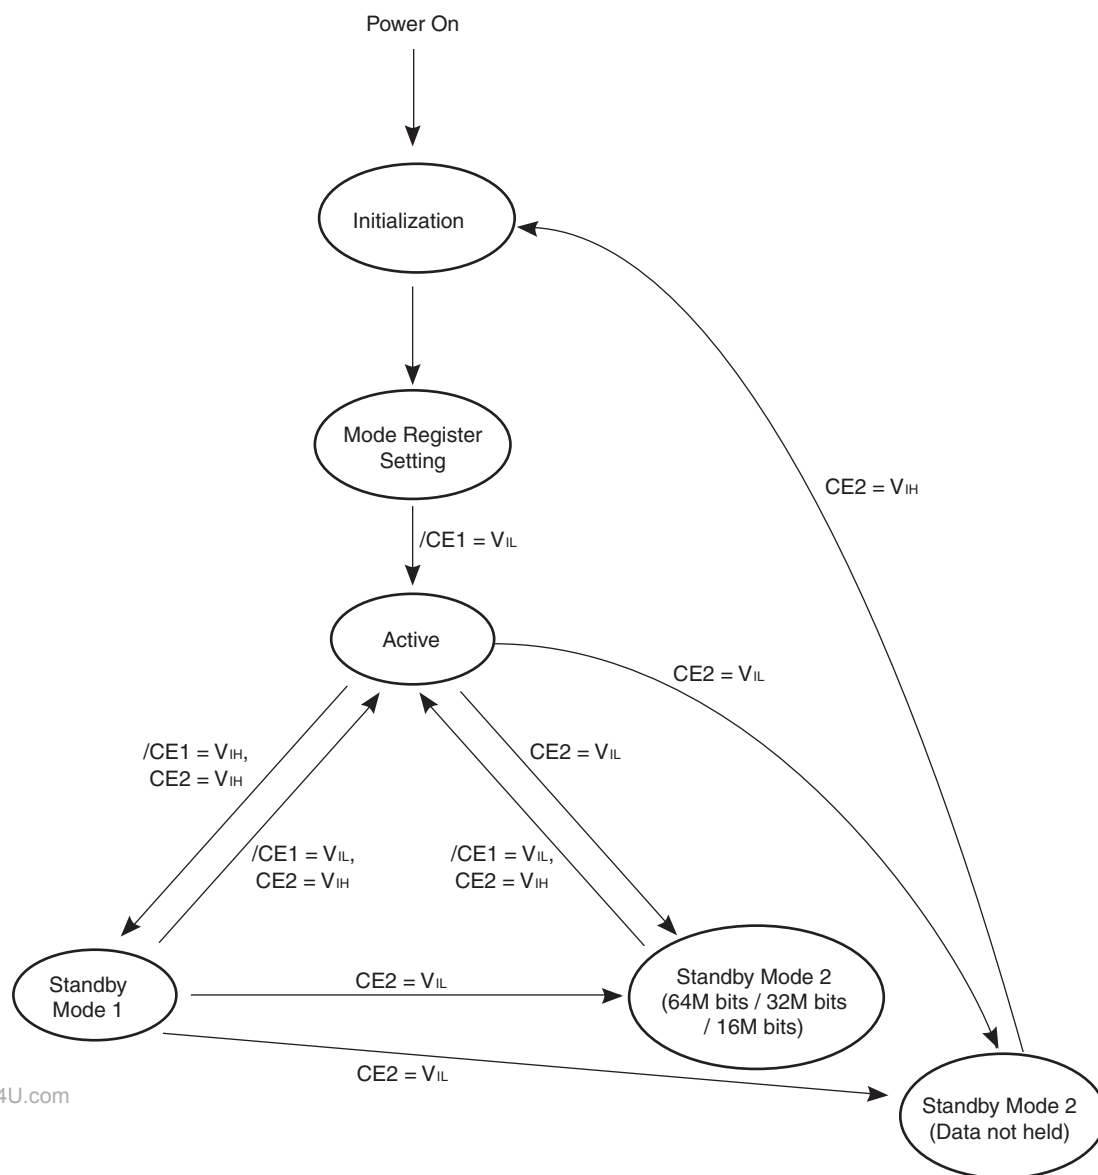 Power On
Initialization
Mode Register
Setting
CE2 = VIH
/CE1 = VIL
Active
CE2 = VIL
/CE1 = VIH,
CE2 = VIH
CE2 = VIL
/CE1 = VIL,
CE2 = VIH
/CE1 = VIL,
CE2 = VIH
Standby
Mode 1
CE2 = VIL
Standby Mode 2
(64M bits / 32M bits
/ 16M bits)
CE2 = VIL
4U.com
Standby Mode 2
(Data not held)